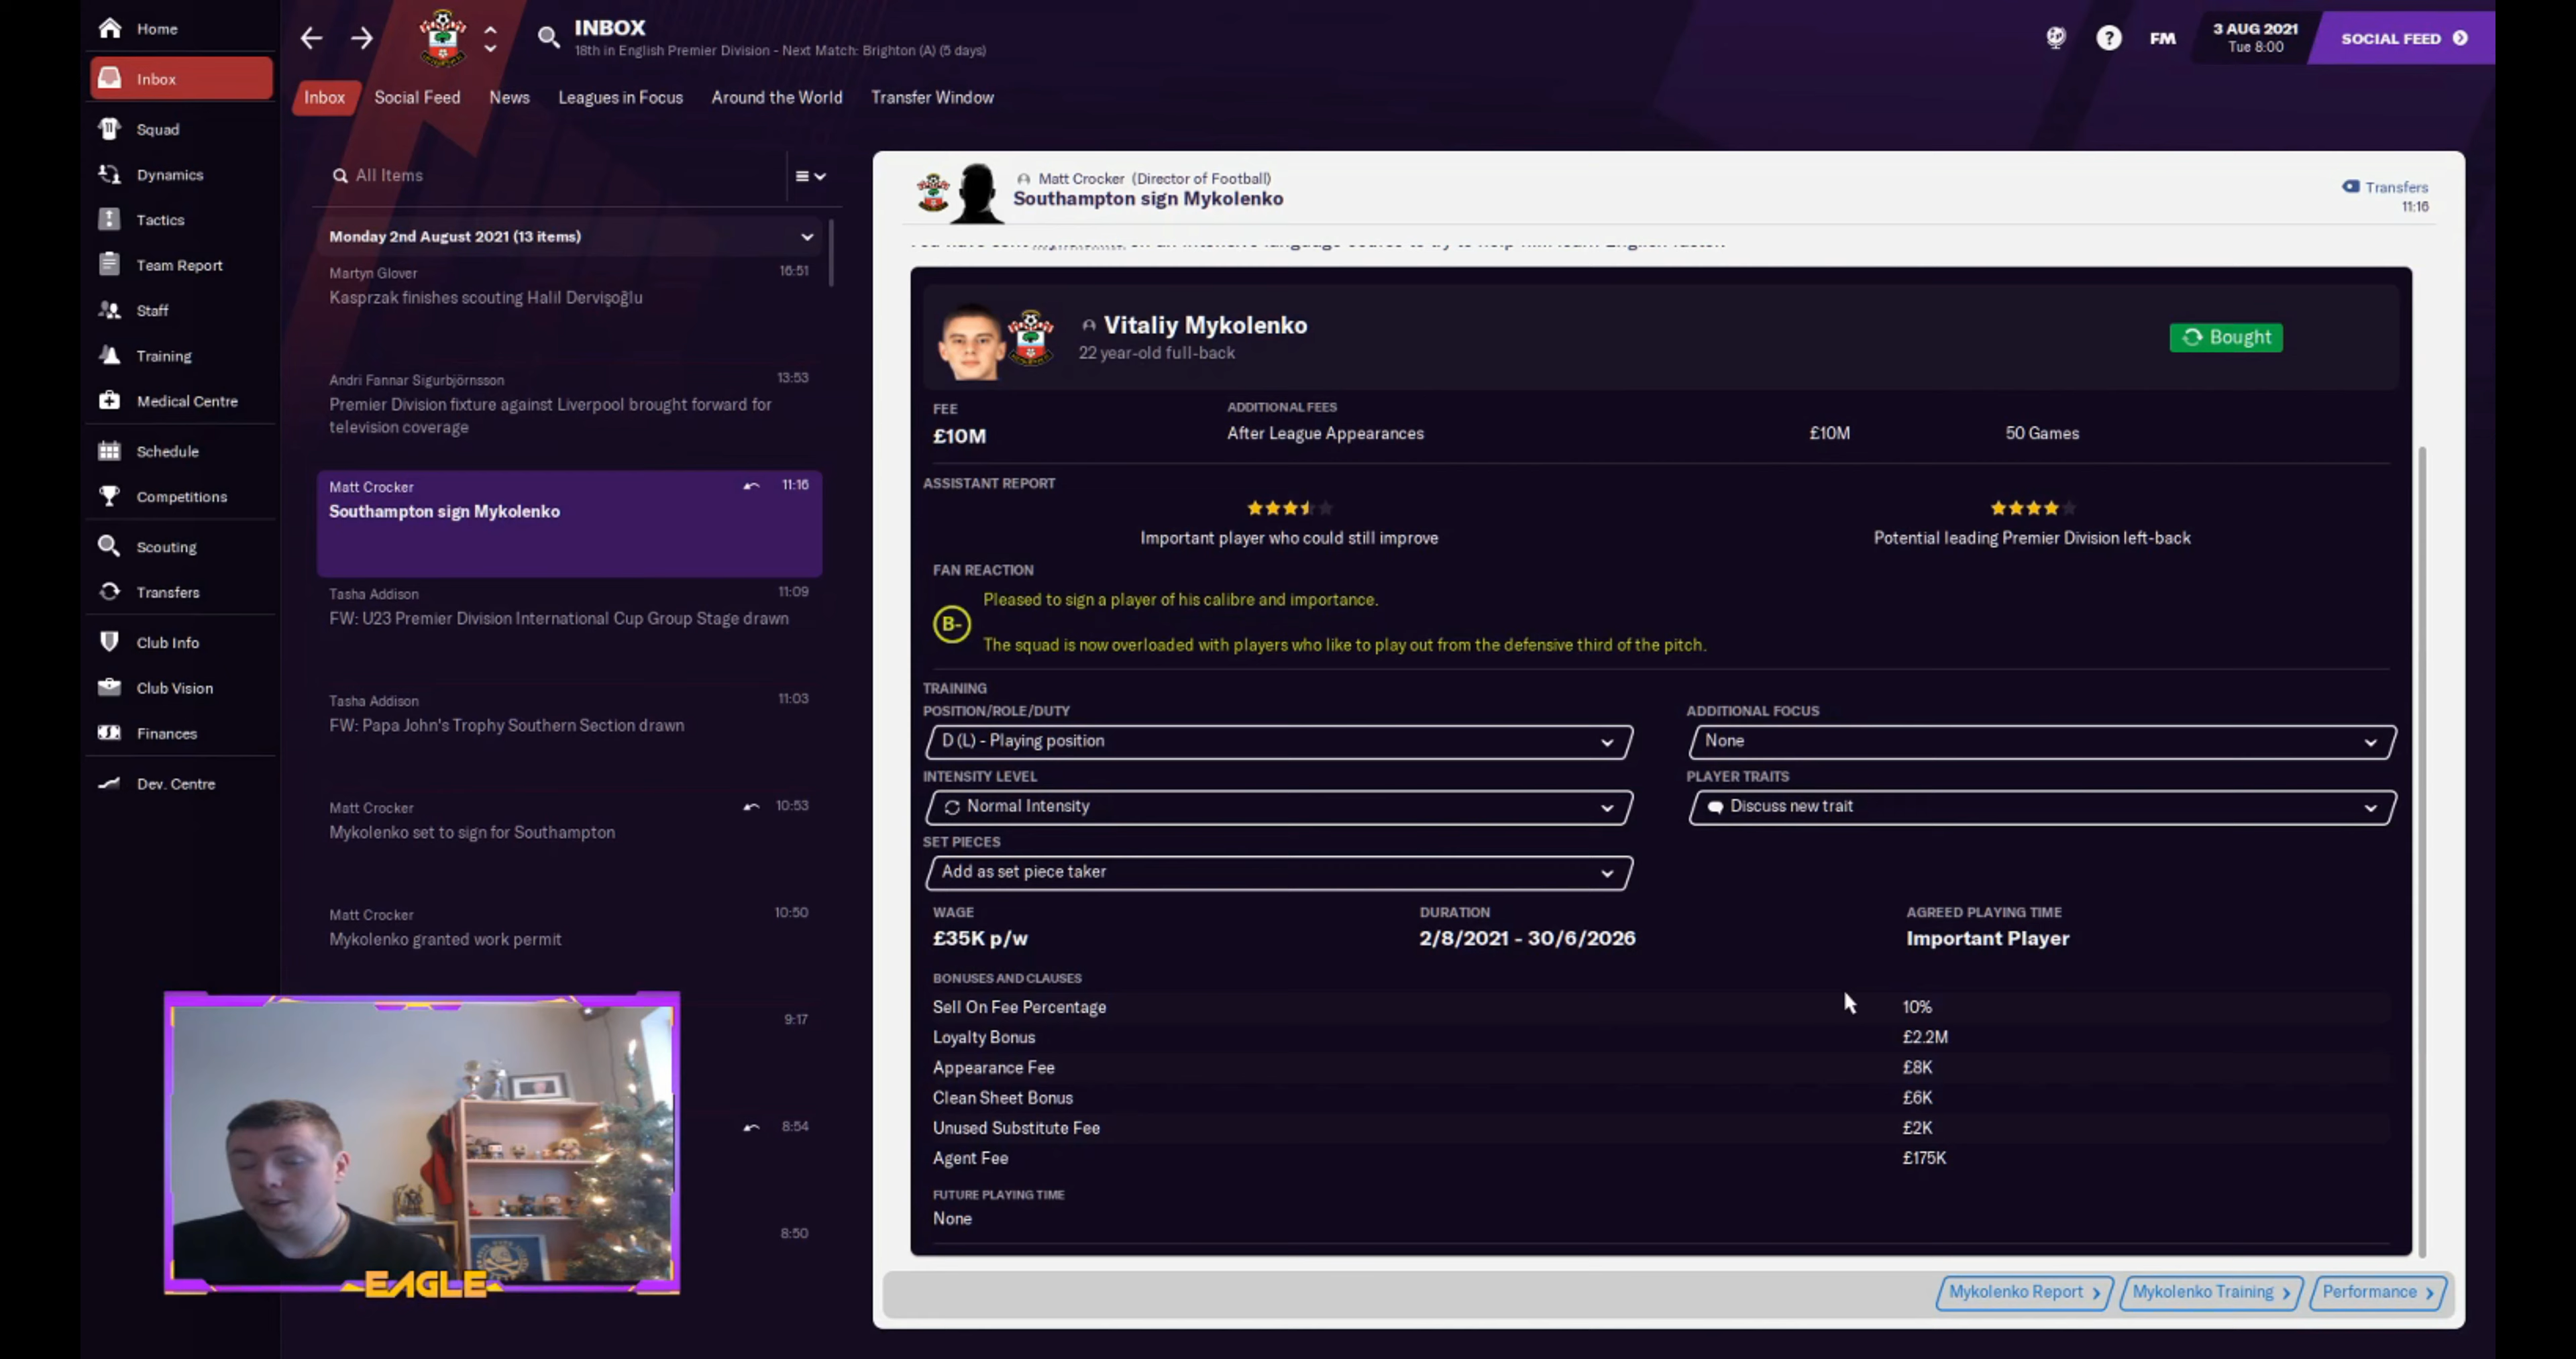 Home
Inbox
Squad
Dynamics
Tactics
Team Report
Staff
Training
Medical Centre
Schedule
Competitions
Scouting
Transfers
Club Info
Club Vision
Finances
Dev. Centre
INBOX
18th in English Premier Division - Next Match: Brighton (A) (5 days)
FM
3 AUG 2021
Tue 8:00
SOCIAL FEED
Inbox
Social Feed
News
Leagues in Focus
Around the World
Transfer Window
All Items
Monday 2nd August 2021 (13 items)
Martyn Glover 16:51
Kasprzak finishes scouting Halil Dervişoğlu
Andri Fannar Sigurbjörnsson 13:53
Premier Division fixture against Liverpool brought forward for
television coverage
Matt Crocker 11:16
Southampton sign Mykolenko
Tasha Addison 11:09
FW: U23 Premier Division International Cup Group Stage drawn
Tasha Addison 11:03
FW: Papa John's Trophy Southern Section drawn
Matt Crocker 10:53
Mykolenko set to sign for Southampton
Matt Crocker 10:50
Mykolenko granted work permit
9:17
8:54
8:50
EAGLE
Matt Crocker (Director of Football)
Southampton sign Mykolenko
Transfers
11:16
Vitaliy Mykolenko
22 year-old full-back
Bought
FEE
£10M
ADDITIONAL FEES
After League Appearances £10M 50 Games
ASSISTANT REPORT
Important player who could still improve
Potential leading Premier Division left-back
FAN REACTION
B-
Pleased to sign a player of his calibre and importance.
The squad is now overloaded with players who like to play out from the defensive third of the pitch.
TRAINING
POSITION/ROLE/DUTY
D (L) - Playing position
ADDITIONAL FOCUS
None
INTENSITY LEVEL
Normal Intensity
PLAYER TRAITS
Discuss new trait
SET PIECES
Add as set piece taker
WAGE
£35K p/w
DURATION
2/8/2021 - 30/6/2026
AGREED PLAYING TIME
Important Player
BONUSES AND CLAUSES
Sell On Fee Percentage 10%
Loyalty Bonus £2.2M
Appearance Fee £8K
Clean Sheet Bonus £6K
Unused Substitute Fee £2K
Agent Fee £175K
FUTURE PLAYING TIME
None
Mykolenko Report
Mykolenko Training
Performance